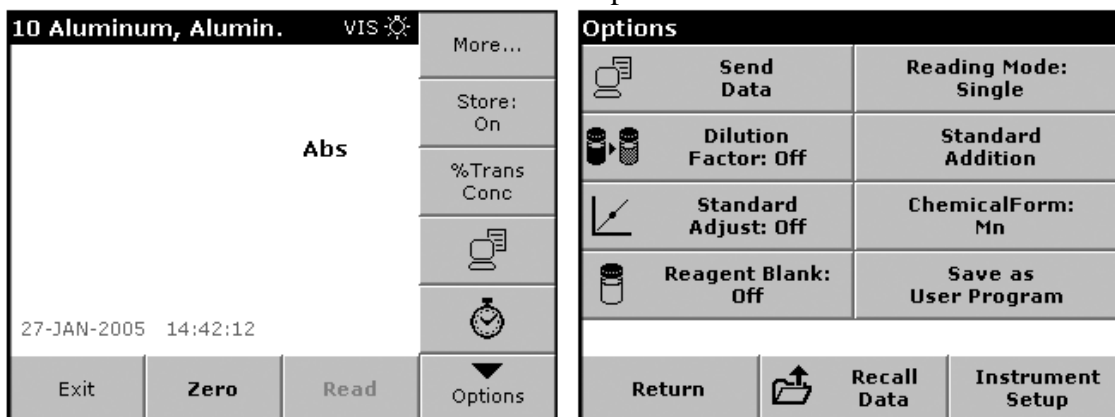 10 Aluminum, Alumin. VIS
More...
Store:
On
Abs
%Trans
Conc
27-JAN-2005 14:42:12
Exit
Zero
Read
Options
Options
Send
Data
Reading Mode:
Single
Dilution
Factor: Off
Standard
Addition
Standard
Adjust: Off
ChemicalForm:
Mn
Reagent Blank:
Off
Save as
User Program
Return
Recall
Data
Instrument
Setup